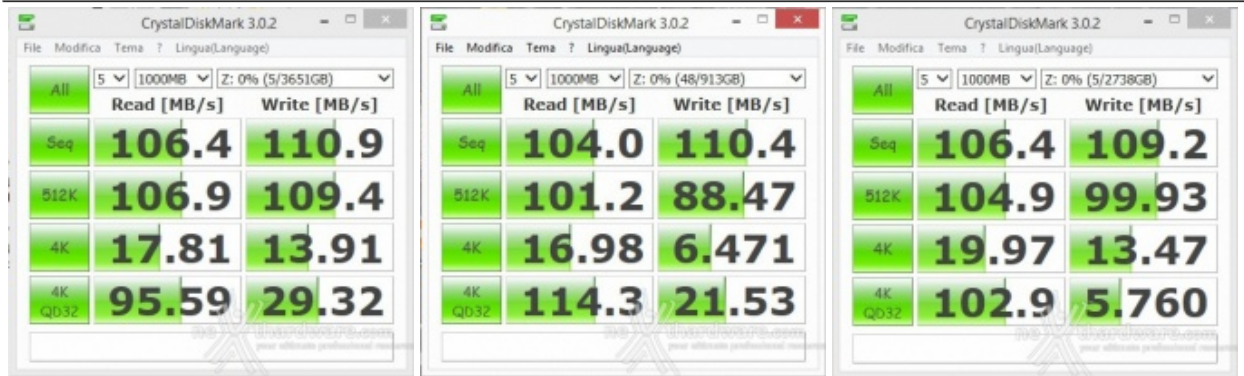 CrystalDiskMark 3.0.2
File Modifica Tema ? Lingua(Language)
All 5 1000MB Z: 0% (5/3651GB)
Read [MB/s] Write [MB/s]
Seq 106.4 110.9
512K 106.9 109.4
4K 17.81 13.91
4K QD32 95.59 29.32
CrystalDiskMark 3.0.2
File Modifica Tema ? Lingua(Language)
All 5 1000MB Z: 0% (48/913GB)
Read [MB/s] Write [MB/s]
Seq 104.0 110.4
512K 101.2 88.47
4K 16.98 6.471
4K QD32 114.3 21.53
CrystalDiskMark 3.0.2
File Modifica Tema ? Lingua(Language)
All 5 1000MB Z: 0% (5/2738GB)
Read [MB/s] Write [MB/s]
Seq 106.4 109.2
512K 104.9 99.93
4K 19.97 13.47
4K QD32 102.9 5.760